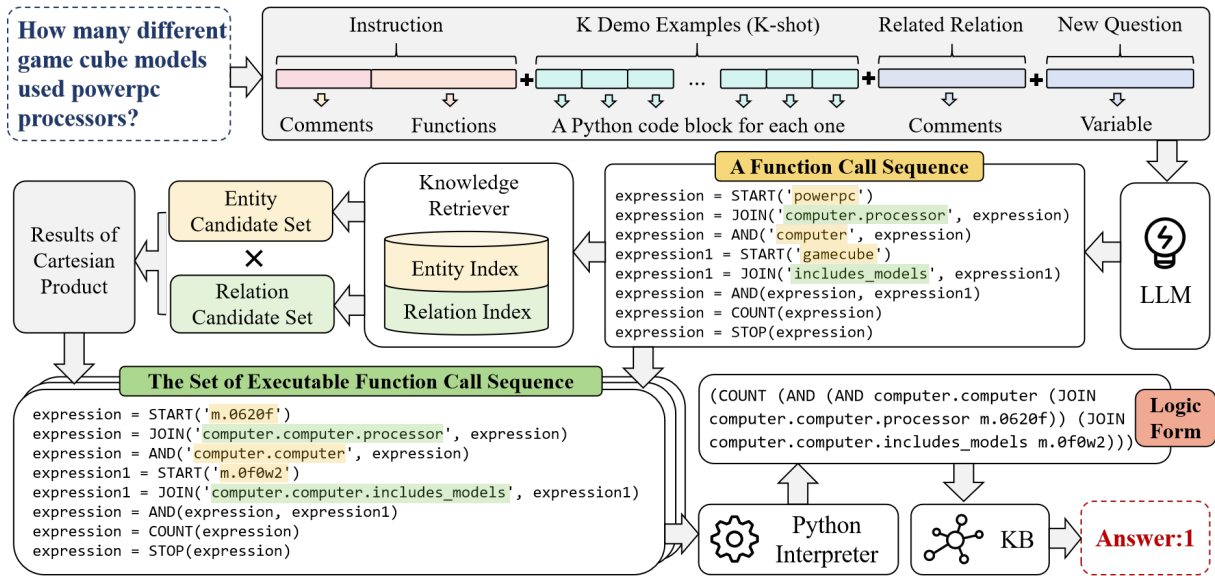 How many different
game cube models
used powerpc
processors?
Instruction
K Demo Examples (K-shot)
Related Relation
New Question
+
...
+
+
Comments
Functions
A Python code block for each one
Comments
Variable
A Function Call Sequence
expression = START('powerpc')
expression = JOIN('computer.processor', expression)
expression = AND('computer', expression)
expression1 = START('gamecube')
expression1 = JOIN('includes_models', expression1)
expression = AND(expression, expression1)
expression = COUNT(expression)
expression = STOP(expression)
LLM
Knowledge
Retriever
Entity Index
Relation Index
Entity
Candidate Set
×
Relation
Candidate Set
Results of
Cartesian
Product
The Set of Executable Function Call Sequence
expression = START('m.0620f')
expression = JOIN('computer.computer.processor', expression)
expression = AND('computer.computer', expression)
expression1 = START('m.0f0w2')
expression1 = JOIN('computer.computer.includes_models', expression1)
expression = AND(expression, expression1)
expression = COUNT(expression)
expression = STOP(expression)
(COUNT (AND (AND computer.computer (JOIN
computer.computer.processor m.0620f)) (JOIN
computer.computer.includes_models m.0f0w2)))
Logic
Form
Python
Interpreter
KB
Answer:1